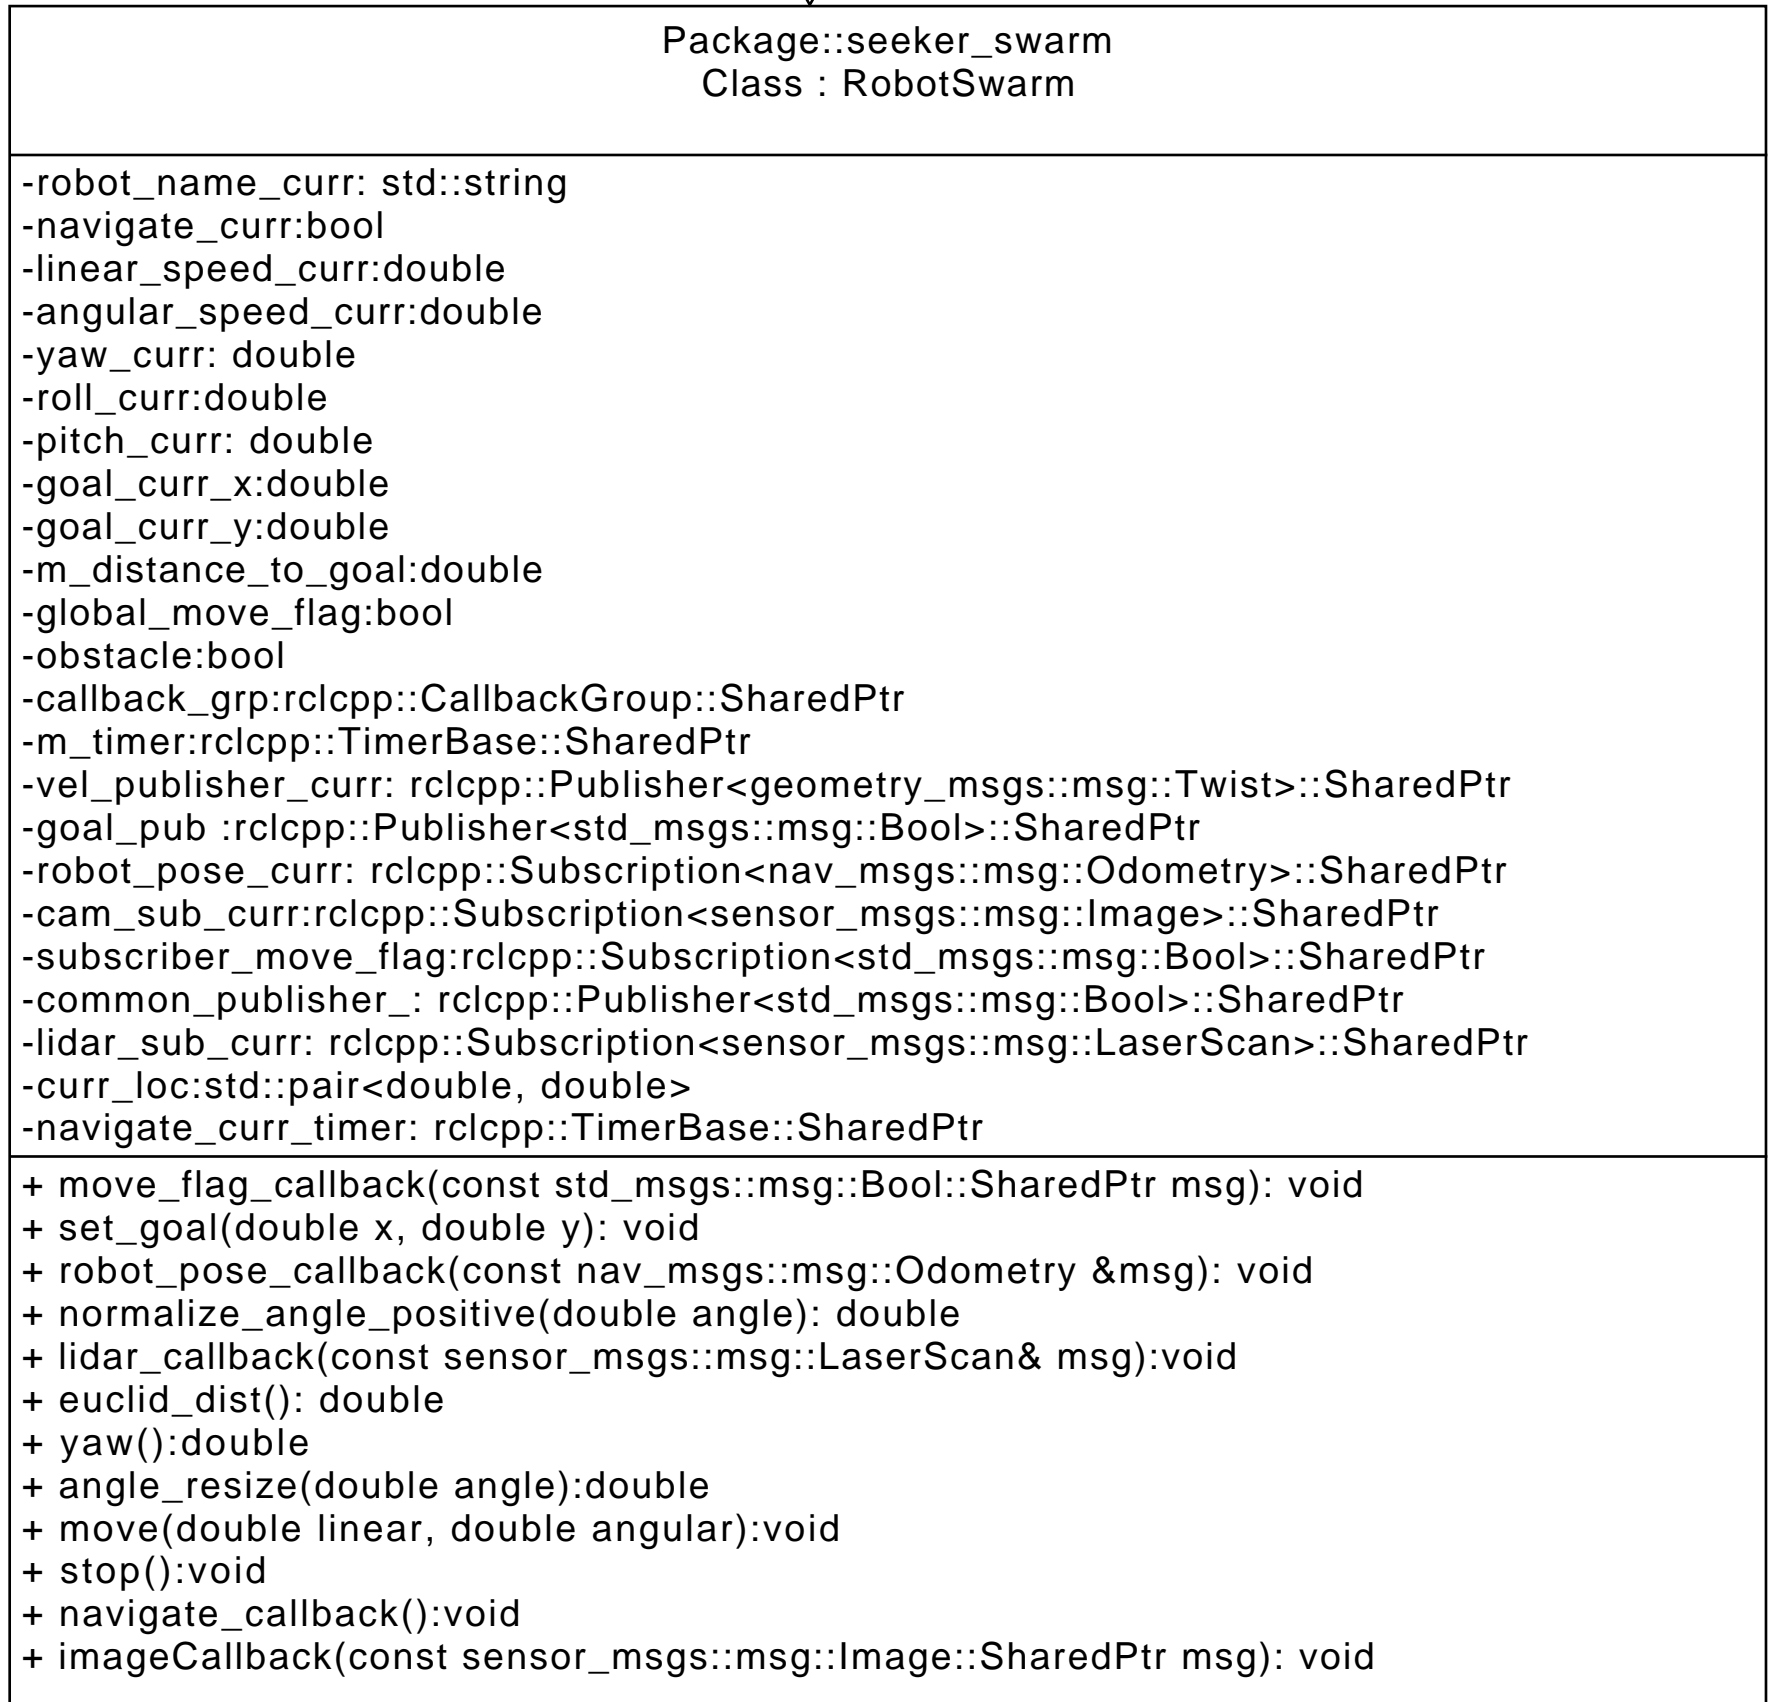 Package::seeker_swarm
Class : RobotSwarm
-robot_name_curr: std::string
-navigate_curr:bool
-linear_speed_curr:double
-angular_speed_curr:double
-yaw_curr: double
-roll_curr:double
-pitch_curr: double
-goal_curr_x:double
-goal_curr_y:double
-m_distance_to_goal:double
-global_move_flag:bool
-obstacle:bool
-callback_grp:rclcpp::CallbackGroup::SharedPtr
-m_timer:rclcpp::TimerBase::SharedPtr
-vel_publisher_curr: rclcpp::Publisher<geometry_msgs::msg::Twist>::SharedPtr
-goal_pub :rclcpp::Publisher<std_msgs::msg::Bool>::SharedPtr
-robot_pose_curr: rclcpp::Subscription<nav_msgs::msg::Odometry>::SharedPtr
-cam_sub_curr:rclcpp::Subscription<sensor_msgs::msg::Image>::SharedPtr
-subscriber_move_flag:rclcpp::Subscription<std_msgs::msg::Bool>::SharedPtr
-common_publisher_: rclcpp::Publisher<std_msgs::msg::Bool>::SharedPtr
-lidar_sub_curr: rclcpp::Subscription<sensor_msgs::msg::LaserScan>::SharedPtr
-curr_loc:std::pair<double, double>
-navigate_curr_timer: rclcpp::TimerBase::SharedPtr
+ move_flag_callback(const std_msgs::msg::Bool::SharedPtr msg): void
+ set_goal(double x, double y): void
+ robot_pose_callback(const nav_msgs::msg::Odometry &msg): void
+ normalize_angle_positive(double angle): double
+ lidar_callback(const sensor_msgs::msg::LaserScan& msg):void
+ euclid_dist(): double
+ yaw():double
+ angle_resize(double angle):double
+ move(double linear, double angular):void
+ stop():void
+ navigate_callback():void
+ imageCallback(const sensor_msgs::msg::Image::SharedPtr msg): void